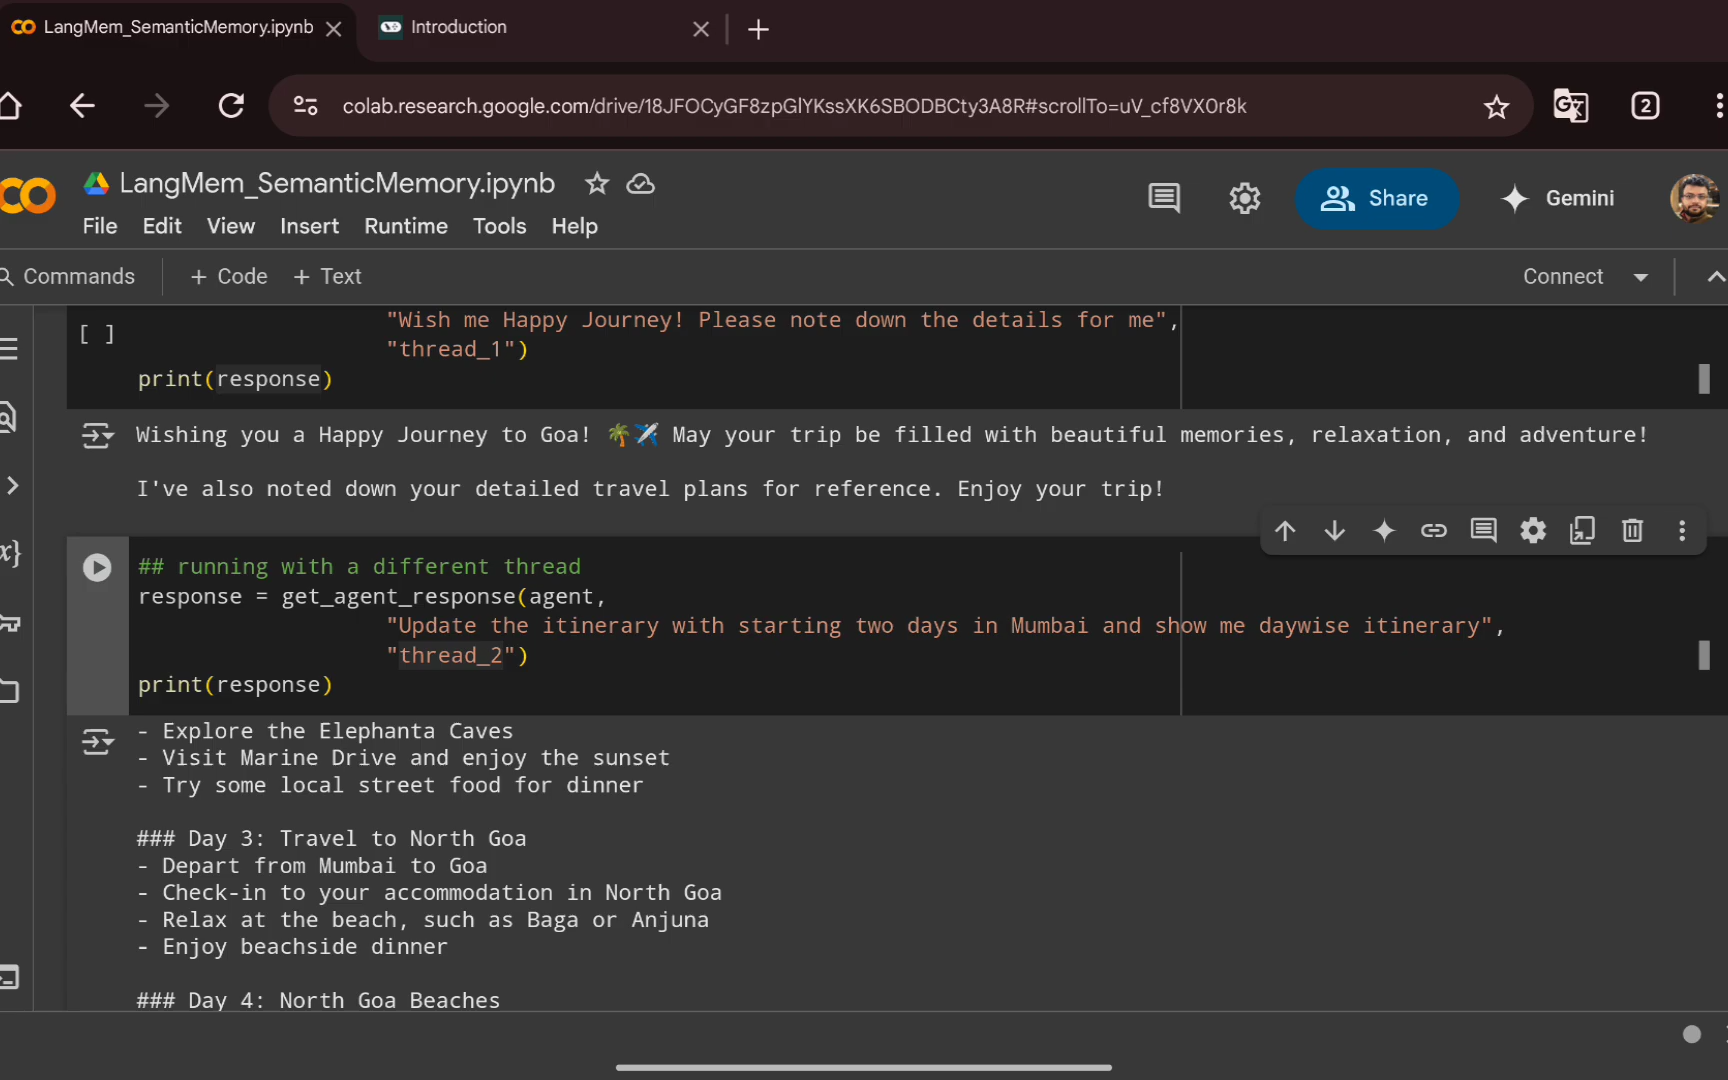 LangMem_SemanticMemory.ipynb
Introduction
colab.research.google.com/drive/18JFOCyGF8zpGlYKssXK6SBODBCty3A8R#scrollTo=uV_cf8VX0r8k
2
LangMem_SemanticMemory.ipynb
File Edit View Insert Runtime Tools Help
Share
Gemini
Commands + Code + Text
Connect
[ ]
"Wish me Happy Journey! Please note down the details for me",
"thread_1")
print(response)
Wishing you a Happy Journey to Goa! 🌴✈️ May your trip be filled with beautiful memories, relaxation, and adventure!
I've also noted down your detailed travel plans for reference. Enjoy your trip!
## running with a different thread
response = get_agent_response(agent,
"Update the itinerary with starting two days in Mumbai and show me daywise itinerary",
"thread_2")
print(response)
- Explore the Elephanta Caves
- Visit Marine Drive and enjoy the sunset
- Try some local street food for dinner
### Day 3: Travel to North Goa
- Depart from Mumbai to Goa
- Check-in to your accommodation in North Goa
- Relax at the beach, such as Baga or Anjuna
- Enjoy beachside dinner
### Day 4: North Goa Beaches